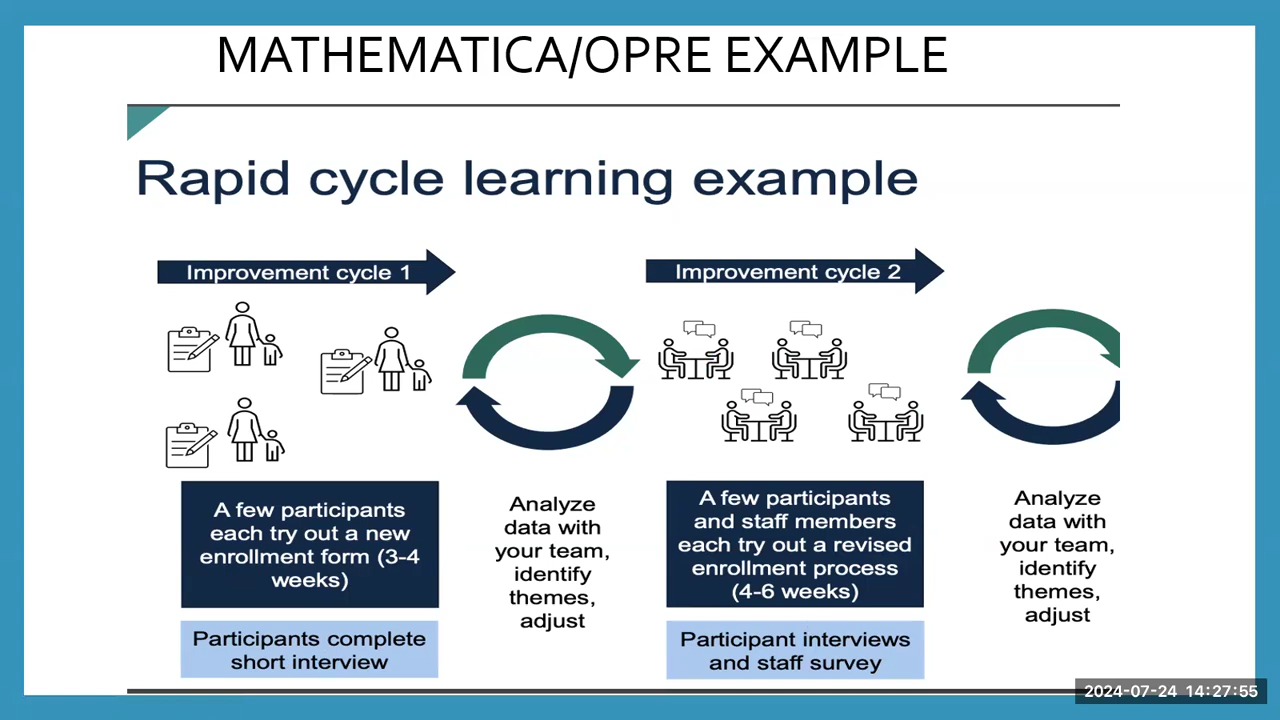 MATHEMATICA/OPRE EXAMPLE
Rapid cycle learning example
Improvement cycle 1
Improvement cycle 2
A few participants
each try out a new
enrollment form (3-4
weeks)
Participants complete
short interview
Analyze
data with
your team,
identify
themes,
adjust
A few participants
and staff members
each try out a revised
enrollment process
(4-6 weeks)
Participant interviews
and staff survey
Analyze
data with
your team,
identify
themes,
adjust
2024-07-24 14:27:55